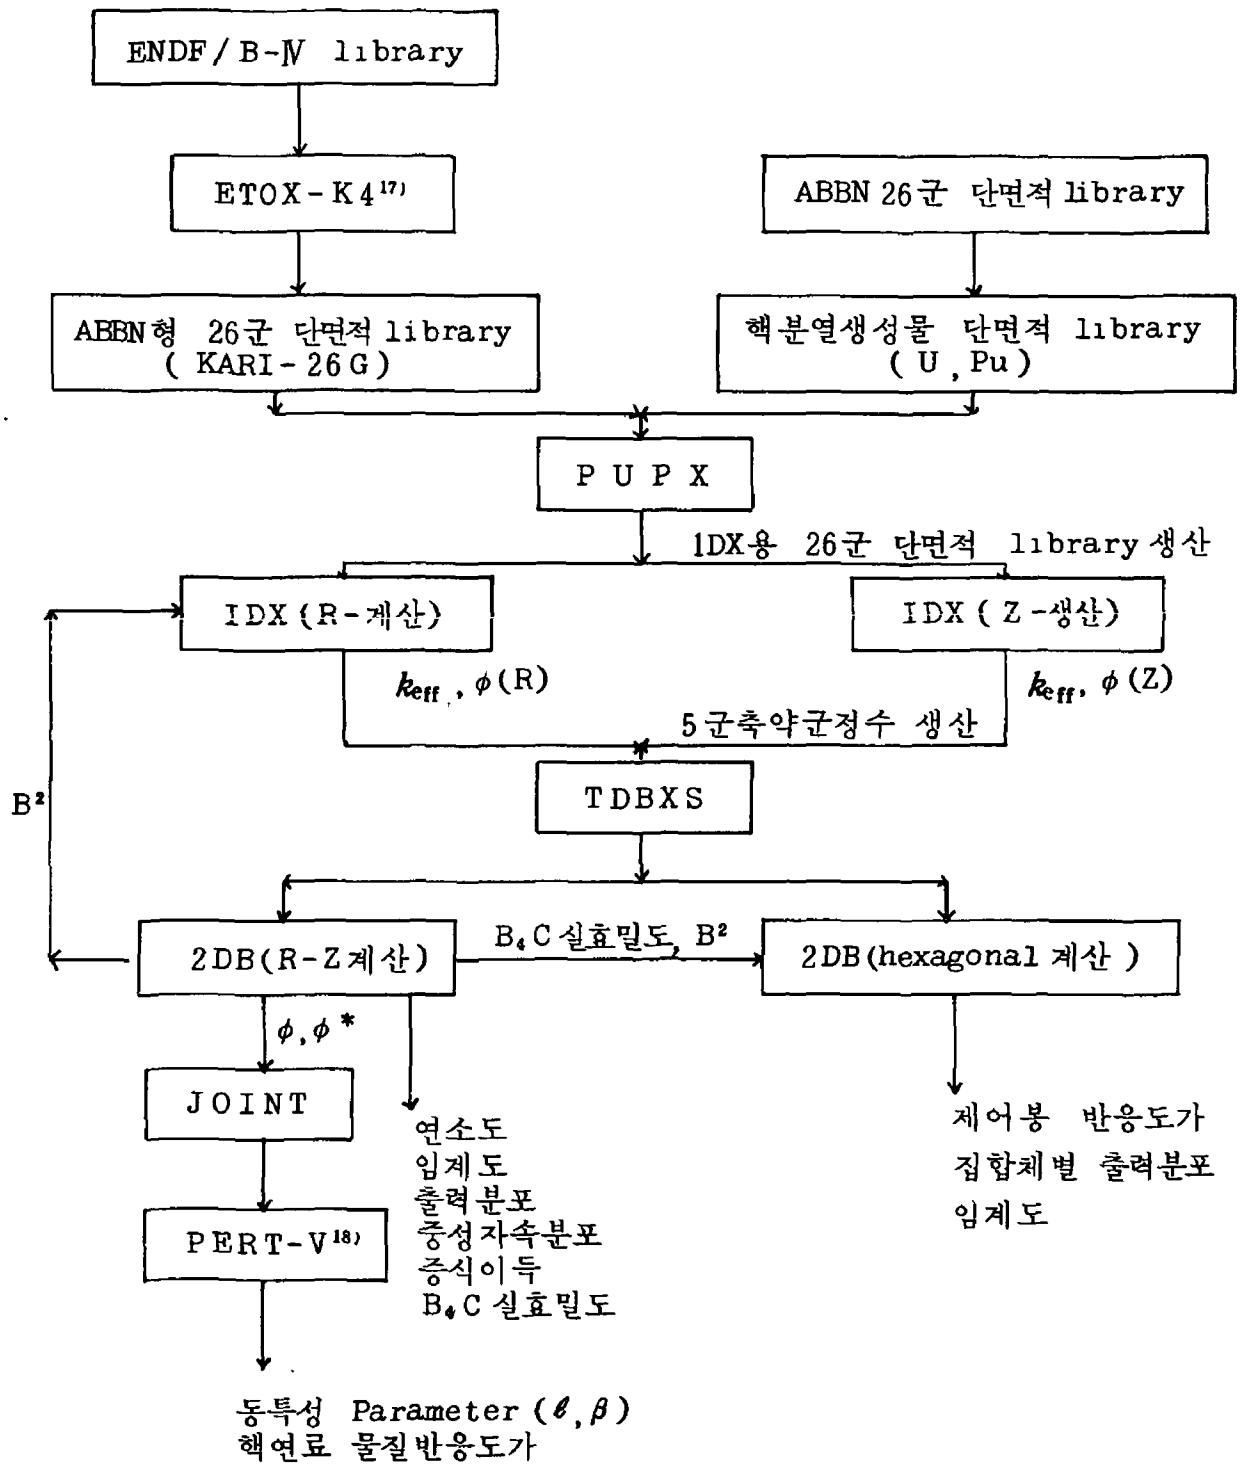 ENDF/B-Ⅳ library
ETOX-K4¹⁷⁾
ABBN 26군 단면적 library
ABBN형 26군 단면적 library
( KARI-26G )
핵분열생성물 단면적 library
( U , Pu )
PUPX
1DX용 26군 단면적 library 생산
IDX (R-계산)
IDX ( Z-생산)
keff, φ(R)
keff, φ(Z)
5군축약군정수 생산
TDBXS
B²
B₄C 실효밀도, B²
2DB(R-Z계산)
2DB(hexagonal 계산 )
φ, φ*
JOINT
연소도
임계도
출력분포
중성자속분포
증식이득
B₄C 실효밀도
제어봉 반응도가
집합체별 출력분포
임계도
PERT-V¹⁸⁾
동특성 Parameter (ℓ, β)
핵연료 물질반응도가